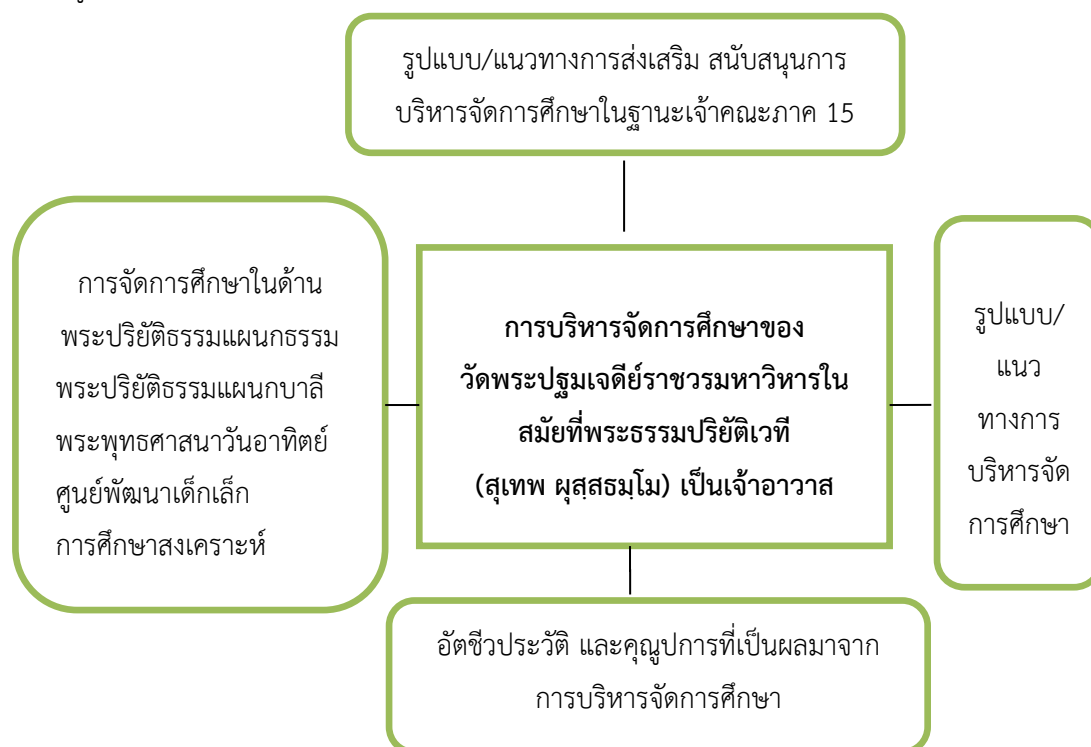 รูปแบบ/แนวทางการส่งเสริม สนับสนุนการ
บริหารจัดการศึกษาในฐานะเจ้าคณะภาค 15
การจัดการศึกษาในด้าน
พระปริยัติธรรมแผนกธรรม
พระปริยัติธรรมแผนกบาลี
พระพุทธศาสนาวันอาทิตย์
ศูนย์พัฒนาเด็กเล็ก
การศึกษาสงเคราะห์
การบริหารจัดการศึกษาของ
วัดพระปฐมเจดีย์ราชวรมหาวิหารใน
สมัยที่พระธรรมปริยัติเวที
(สุเทพ ผุสฺสธมฺโม) เป็นเจ้าอาวาส
รูปแบบ/
แนว
ทางการ
บริหารจัด
การศึกษา
อัตชีวประวัติ และคุณูปการที่เป็นผลมาจาก
การบริหารจัดการศึกษา